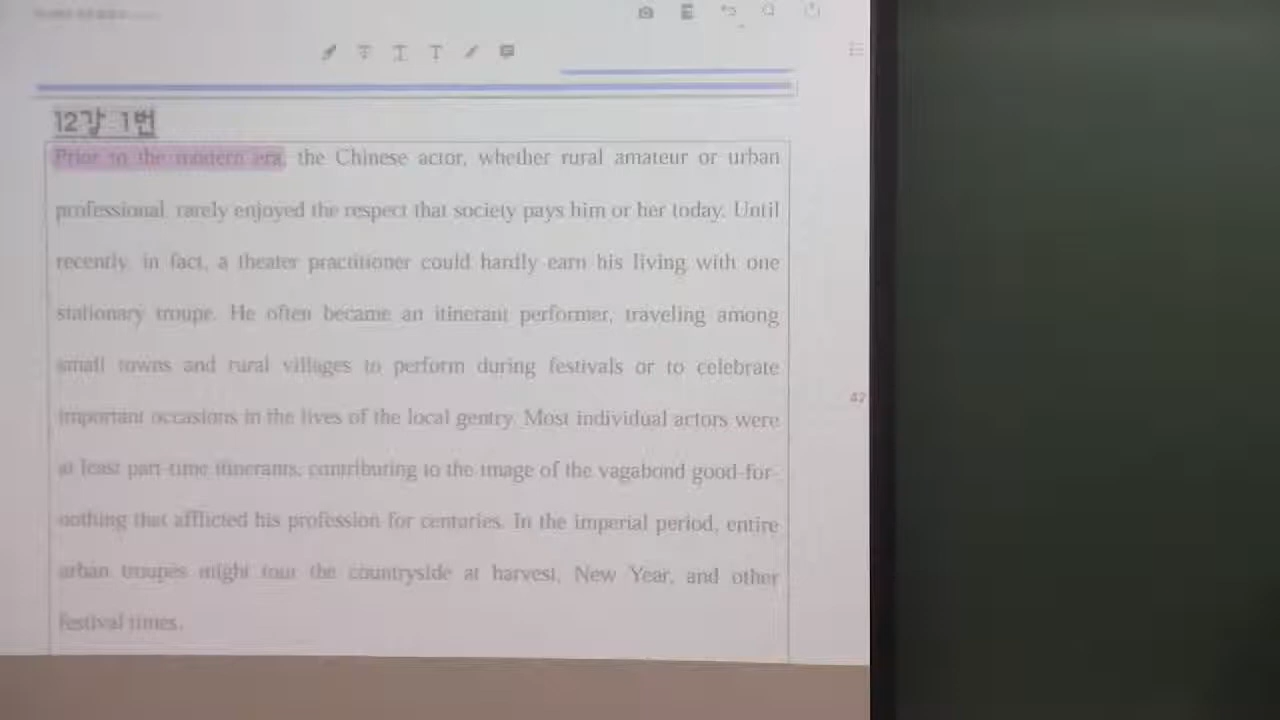 12강 1번
Prior to the modern era, the Chinese actor, whether rural amateur or urban
professional, rarely enjoyed the respect that society pays him or her today. Until
recently, in fact, a theater practitioner could hardly earn his living with one
stationary troupe. He often became an itinerant performer, traveling among
small towns and rural villages to perform during festivals or to celebrate
important occasions in the lives of the local gentry. Most individual actors were
at least part-time itinerants, contributing to the image of the vagabond good-for-
nothing that afflicted his profession for centuries. In the imperial period, entire
urban troupes might tour the countryside at harvest, New Year, and other
festival times.
42